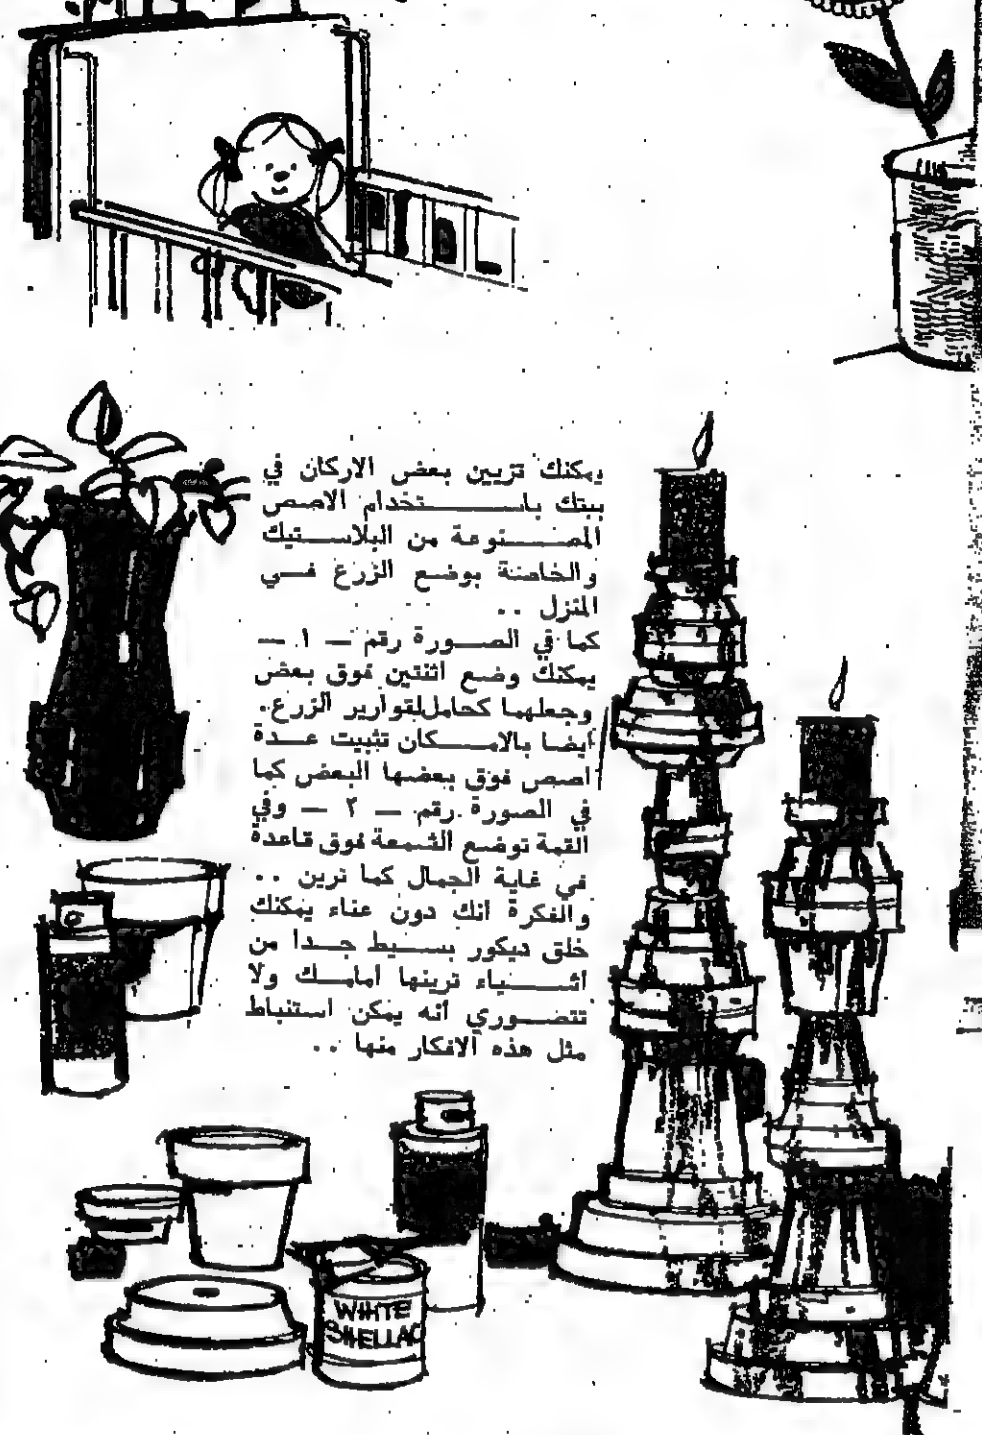 يمكنك تزيين بعض الاركان في
بيتك باستخدام الاصص
المصنوعة من البلاستيك
والخاصة بوضع الزرع في
المنزل ..
كما في الصورة رقم — ١ —
يمكنك وضع اثنتين فوق بعض
وجعلهما كحامل لقوارير الزرع.
ايضا بالامكان تثبيت عدة
اصص فوق بعضها البعض كما
في الصورة رقم — ٢ — وفي
القمة توضع الشمعة فوق قاعدة
في غاية الجمال كما ترين ..
والفكرة انك دون عناء يمكنك
خلق ديكور بسيط جدا من
اشياء ترينها امامك ولا
تتصوري أنه يمكن استنباط
مثل هذه الافكار منها ..
WHITE
SHELLAC